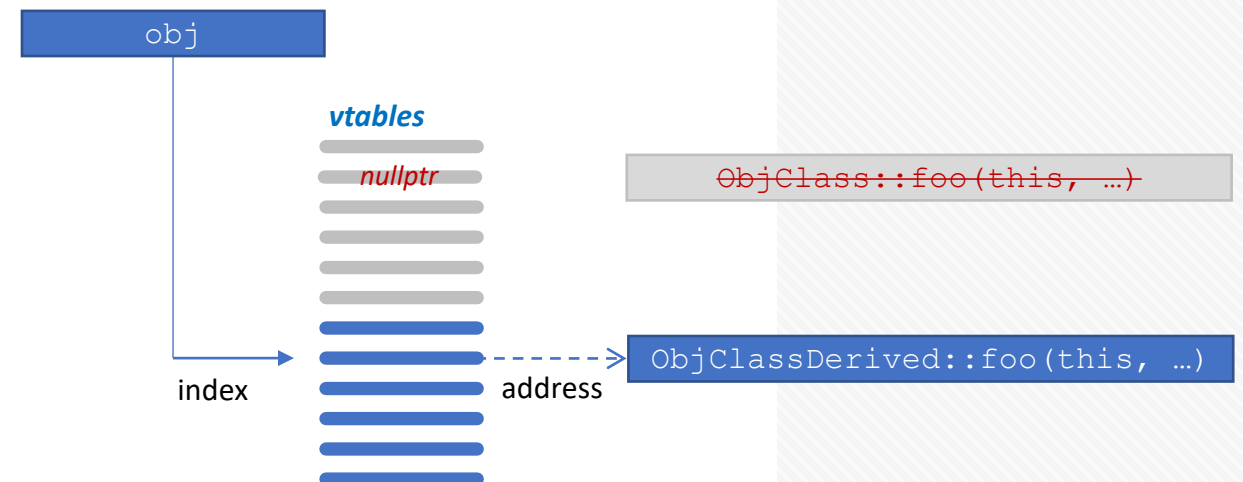 obj
vtables
nullptr
ObjClass::foo(this, …)
ObjClassDerived::foo(this, …)
index
address